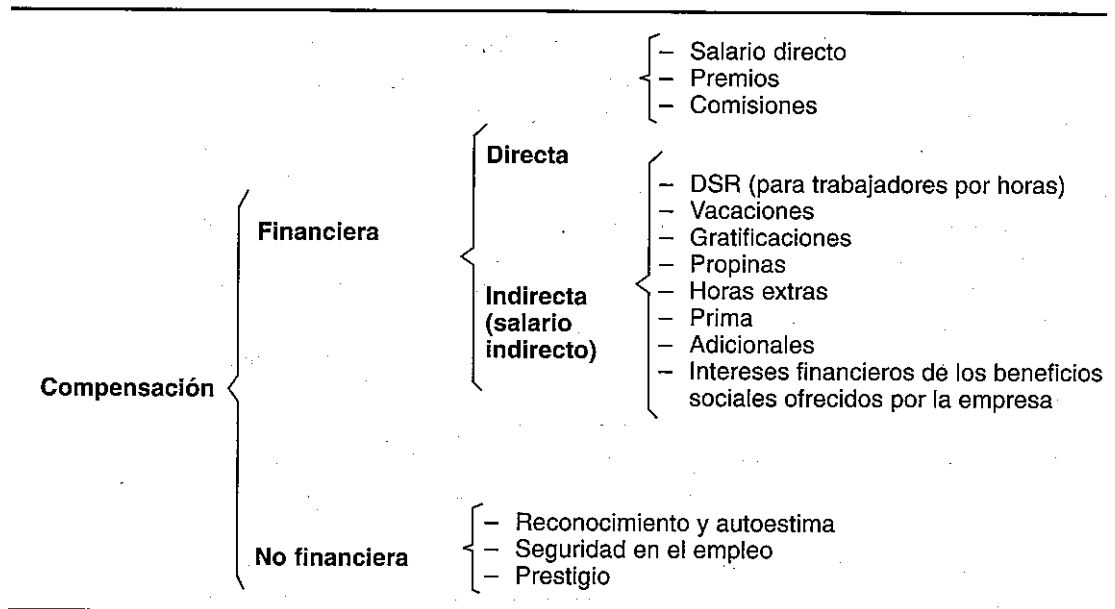 Compensación
Financiera
Directa
– Salario directo
– Premios
– Comisiones
Indirecta
(salario
indirecto)
– DSR (para trabajadores por horas)
– Vacaciones
– Gratificaciones
– Propinas
– Horas extras
– Prima
– Adicionales
– Intereses financieros de los beneficios
sociales ofrecidos por la empresa
No financiera
– Reconocimiento y autoestima
– Seguridad en el empleo
– Prestigio